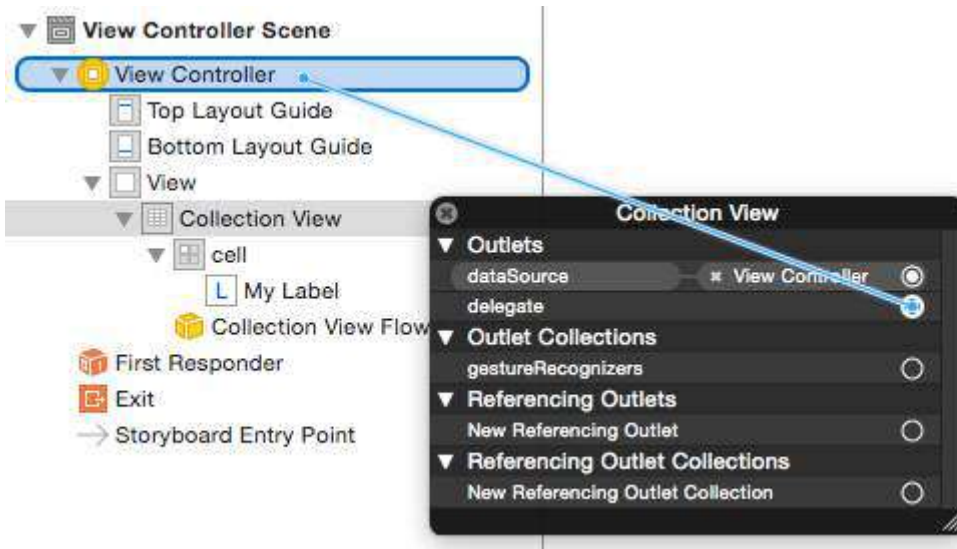 View Controller Scene
View Controller
Top Layout Guide
Bottom Layout Guide
View
Collection View
cell
L My Label
Collection View Flow
First Responder
Exit
Storyboard Entry Point
Collection View
Outlets
dataSource View Controller
delegate
Outlet Collections
gestureRecognizers
Referencing Outlets
New Referencing Outlet
Referencing Outlet Collections
New Referencing Outlet Collection